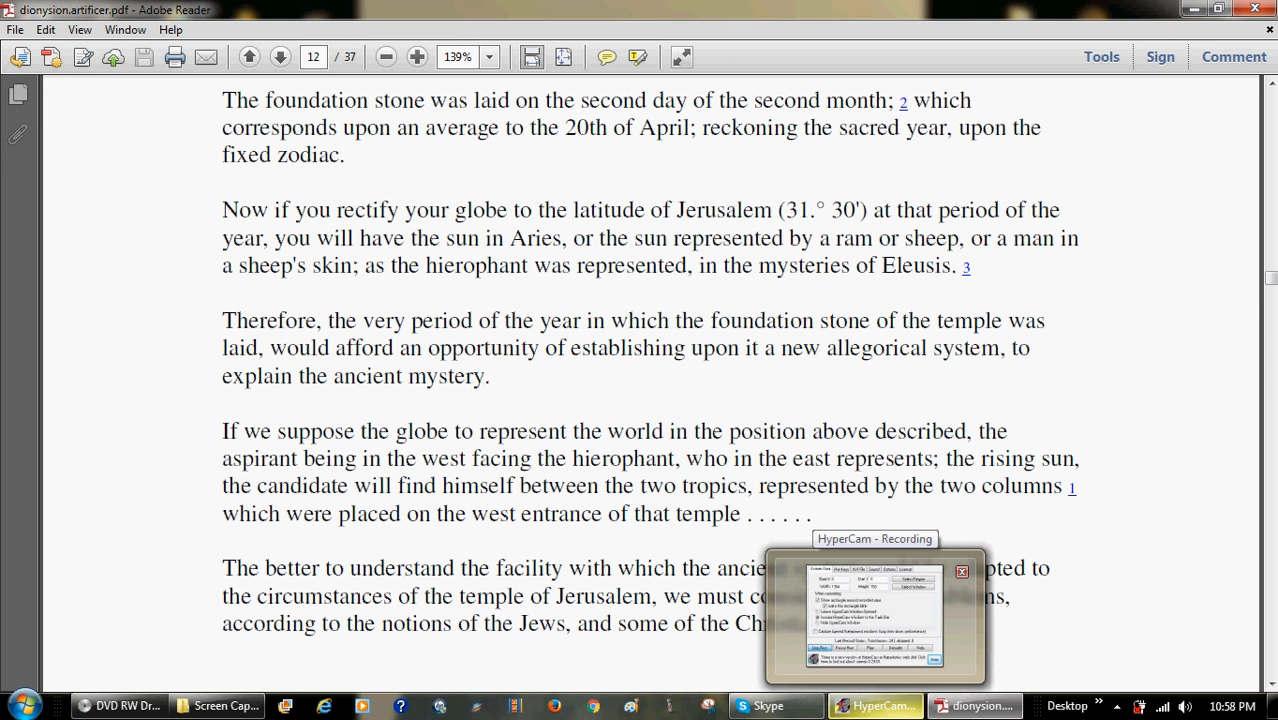 dionysion.artificer.pdf - Adobe Reader
File Edit View Window Help
12 / 37 139% Tools Sign Comment
The foundation stone was laid on the second day of the second month; 2 which
corresponds upon an average to the 20th of April; reckoning the sacred year, upon the
fixed zodiac.
Now if you rectify your globe to the latitude of Jerusalem (31.° 30') at that period of the
year, you will have the sun in Aries, or the sun represented by a ram or sheep, or a man in
a sheep's skin; as the hierophant was represented, in the mysteries of Eleusis. 3
Therefore, the very period of the year in which the foundation stone of the temple was
laid, would afford an opportunity of establishing upon it a new allegorical system, to
explain the ancient mystery.
If we suppose the globe to represent the world in the position above described, the
aspirant being in the west facing the hierophant, who in the east represents; the rising sun,
the candidate will find himself between the two tropics, represented by the two columns 1
which were placed on the west entrance of that temple . . . . . .
HyperCam - Recording
The better to understand the facility with which the ancient
the circumstances of the temple of Jerusalem, we must
according to the notions of the Jews, and some of the
DVD RW Dr... Screen Cap... Skype HyperCam... dionysion.... Desktop » 10:58 PM